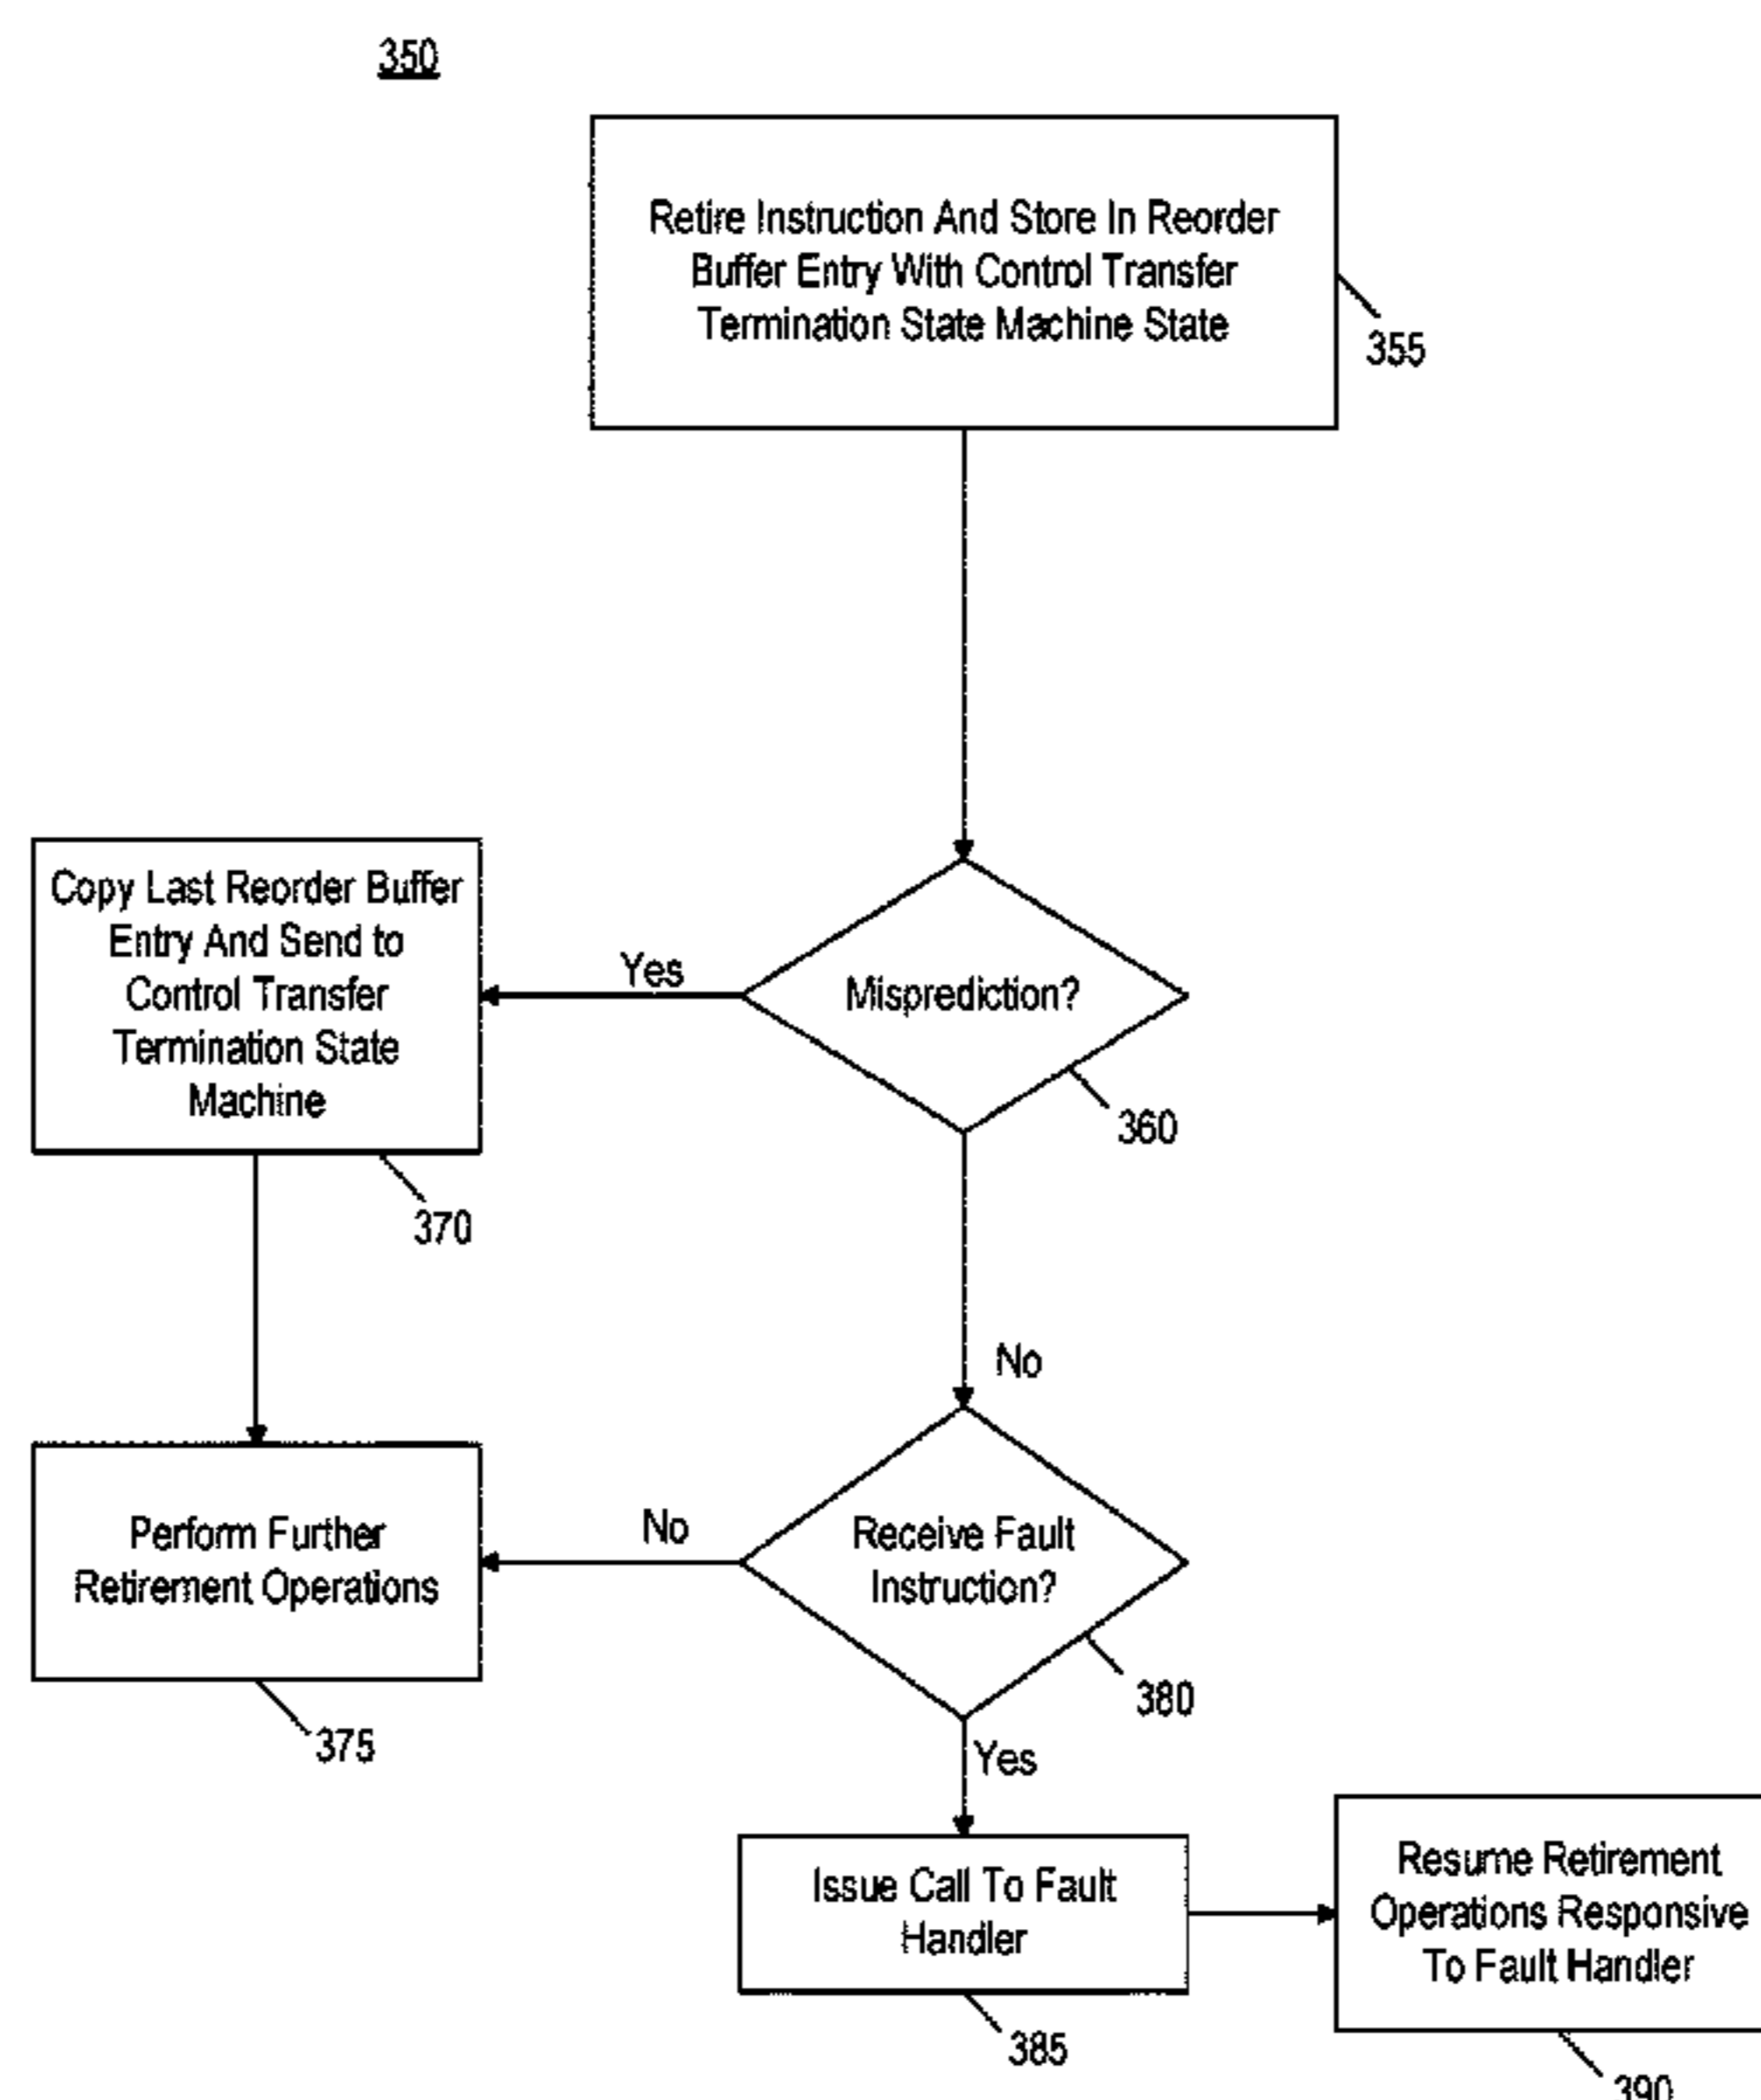 350
Retire Instruction And Store In Reorder
Buffer Entry With Control Transfer
Termination State Machine State
355
Copy Last Reorder Buffer
Entry And Send to
Control Transfer
Termination State
Machine
370
Yes
Misprediction?
360
No
Perform Further
Retirement Operations
375
No
Receive Fault
Instruction?
380
Yes
Issue Call To Fault
Handler
385
Resume Retirement
Operations Responsive
To Fault Handler
390